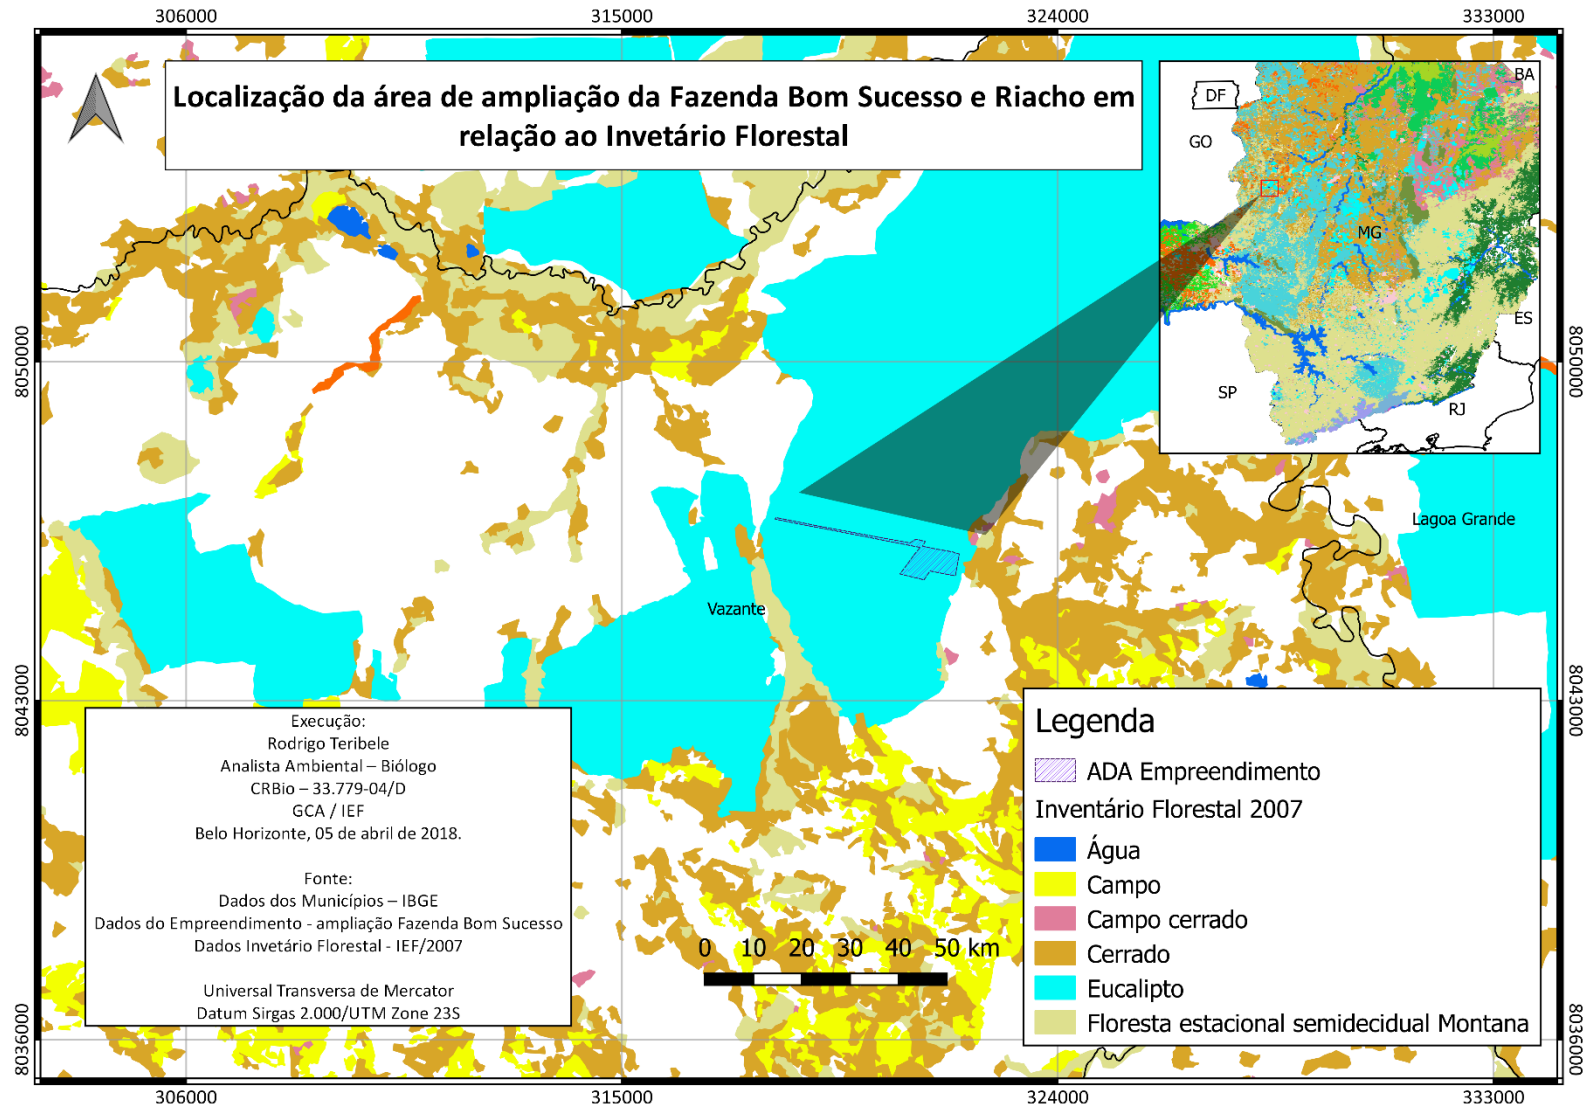 306000
315000
324000
333000
Localização da área de ampliação da Fazenda Bom Sucesso e Riacho em
relação ao Invetário Florestal
BA
DF
GO
MG
ES
SP
RJ
8050000
8050000
Lagoa Grande
Vazante
8043000
8043000
Execução:
Rodrigo Teribele
Analista Ambiental – Biólogo
CRBio – 33.779-04/D
GCA / IEF
Belo Horizonte, 05 de abril de 2018.
Fonte:
Dados dos Municípios – IBGE
Dados do Empreendimento - ampliação Fazenda Bom Sucesso
Dados Invetário Florestal - IEF/2007
Universal Transversa de Mercator
Datum Sirgas 2.000/UTM Zone 23S
0 10 20 30 40 50 km
Legenda
ADA Empreendimento
Inventário Florestal 2007
Água
Campo
Campo cerrado
Cerrado
Eucalipto
Floresta estacional semidecidual Montana
8036000
8036000
306000
315000
324000
333000